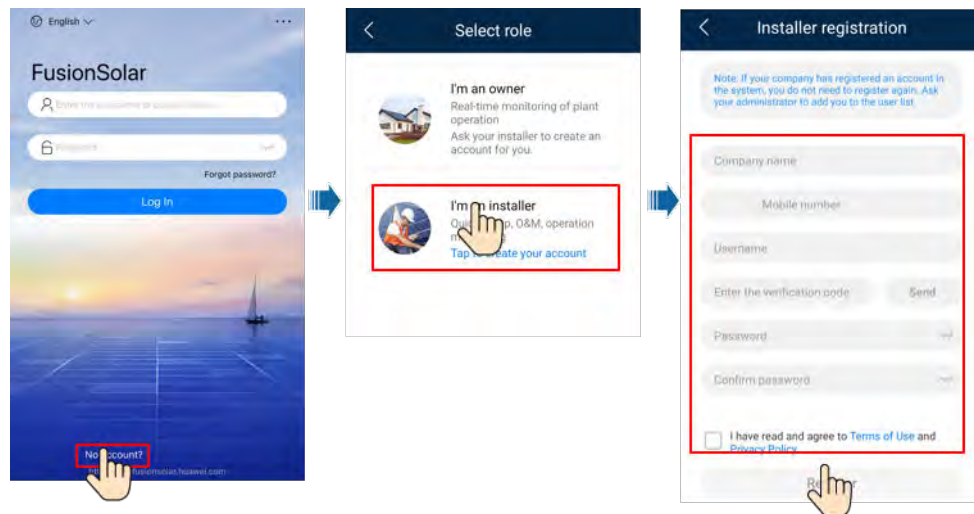 English
FusionSolar
Password
Forgot password?
Log In
No account?
Select role
I'm an owner
Real-time monitoring of plant
operation
Ask your installer to create an
account for you.
I'm an installer
O&M, operation
Tap to create your account
Installer registration
Note: If your company has registered an account in
the system, you do not need to register again. Ask
your administrator to add you to the user list.
Company name
Mobile number
Username
Enter the verification code
Send
Password
Confirm password
I have read and agree to Terms of Use and
Privacy Policy
Register